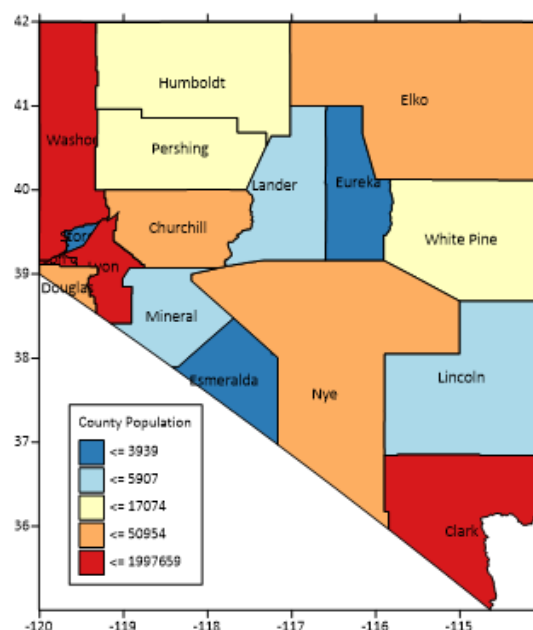 42
Humboldt
Elko
41
Washoe
Pershing
40
Lander
Eureka
Churchill
Storey
White Pine
Lyon
39
Douglas
Mineral
38
Esmeralda
Nye
Lincoln
County Population
37
<= 3939
<= 5907
<= 17074
<= 50954
<= 1997659
36
Clark
-120
-119
-118
-117
-116
-115